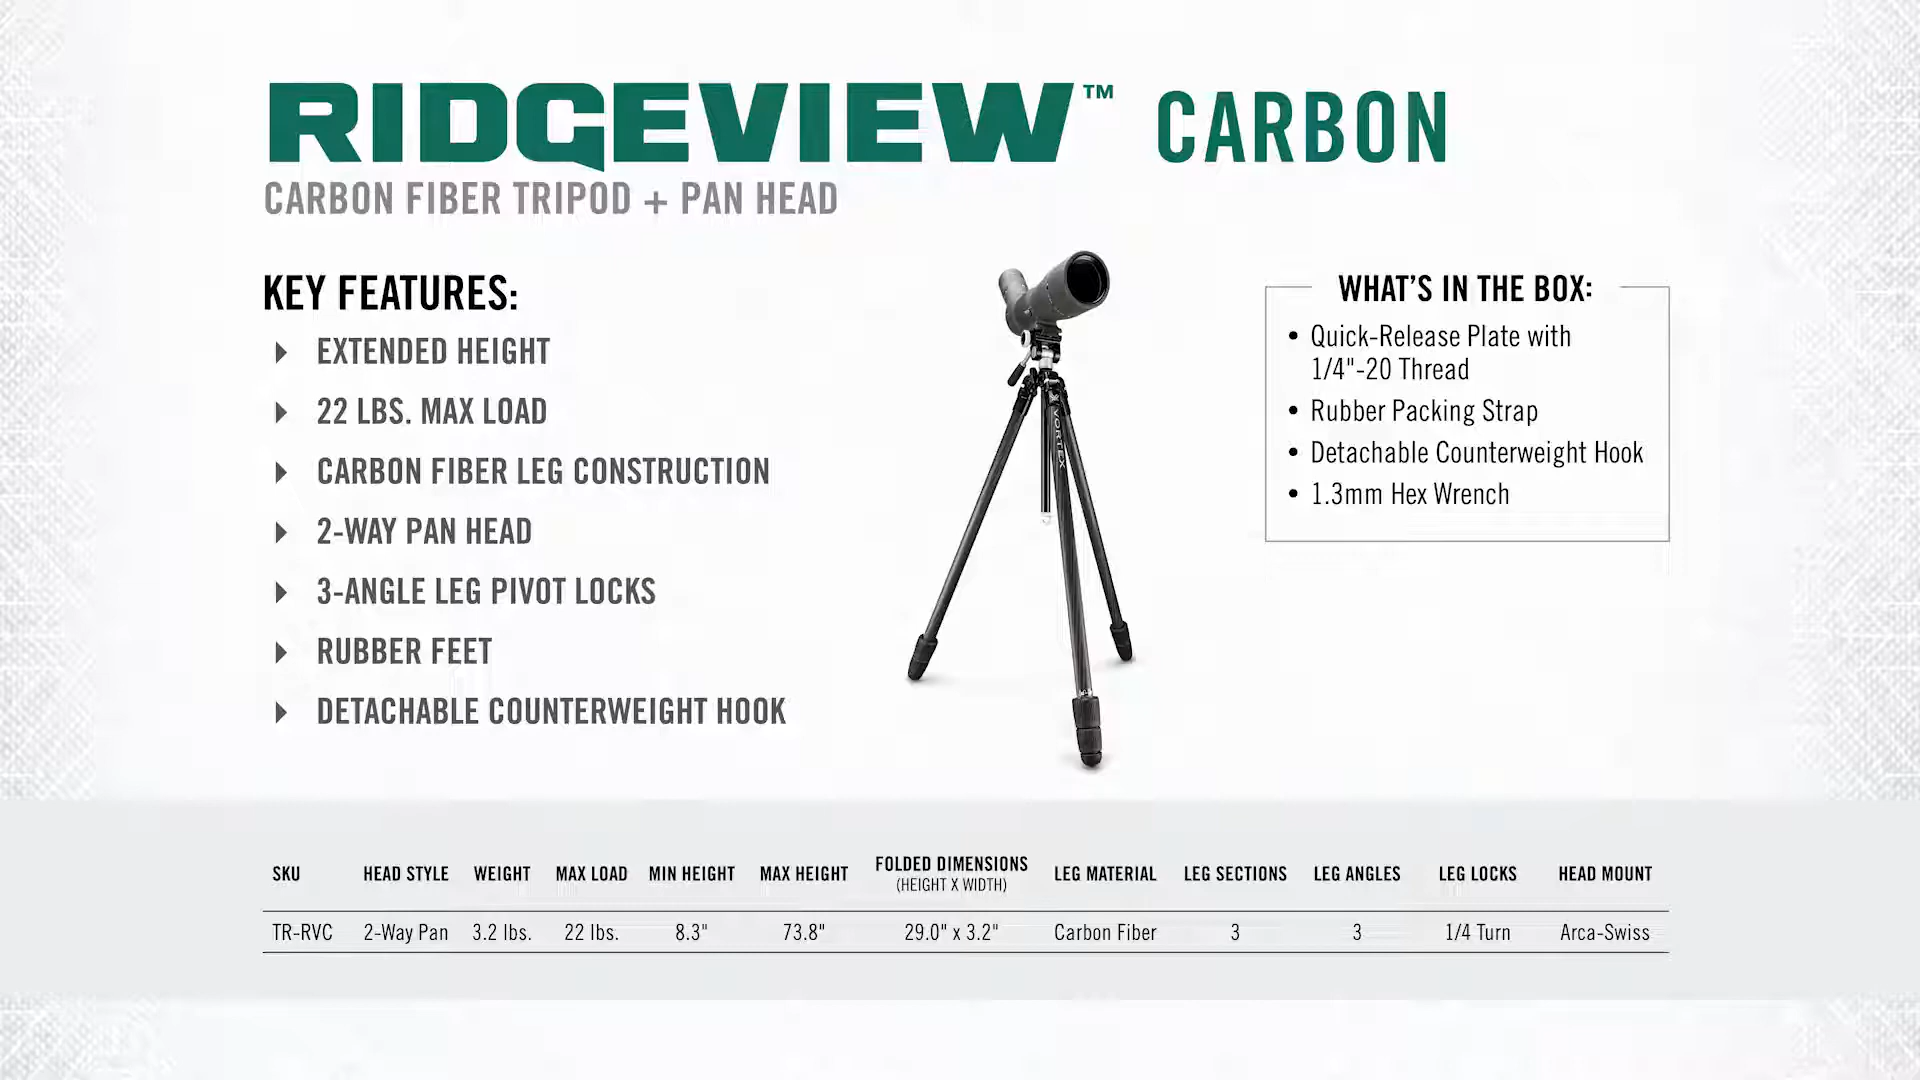 RIDGEVIEW™ CARBON
CARBON FIBER TRIPOD + PAN HEAD
KEY FEATURES:
EXTENDED HEIGHT
22 LBS. MAX LOAD
CARBON FIBER LEG CONSTRUCTION
2-WAY PAN HEAD
3-ANGLE LEG PIVOT LOCKS
RUBBER FEET
DETACHABLE COUNTERWEIGHT HOOK
VORTEX
WHAT'S IN THE BOX:
• Quick-Release Plate with
1/4"-20 Thread
• Rubber Packing Strap
• Detachable Counterweight Hook
• 1.3mm Hex Wrench
SKU HEAD STYLE WEIGHT MAX LOAD MIN HEIGHT MAX HEIGHT FOLDED DIMENSIONS (HEIGHT X WIDTH) LEG MATERIAL LEG SECTIONS LEG ANGLES LEG LOCKS HEAD MOUNT
TR-RVC 2-Way Pan 3.2 lbs. 22 lbs. 8.3" 73.8" 29.0" x 3.2" Carbon Fiber 3 3 1/4 Turn Arca-Swiss